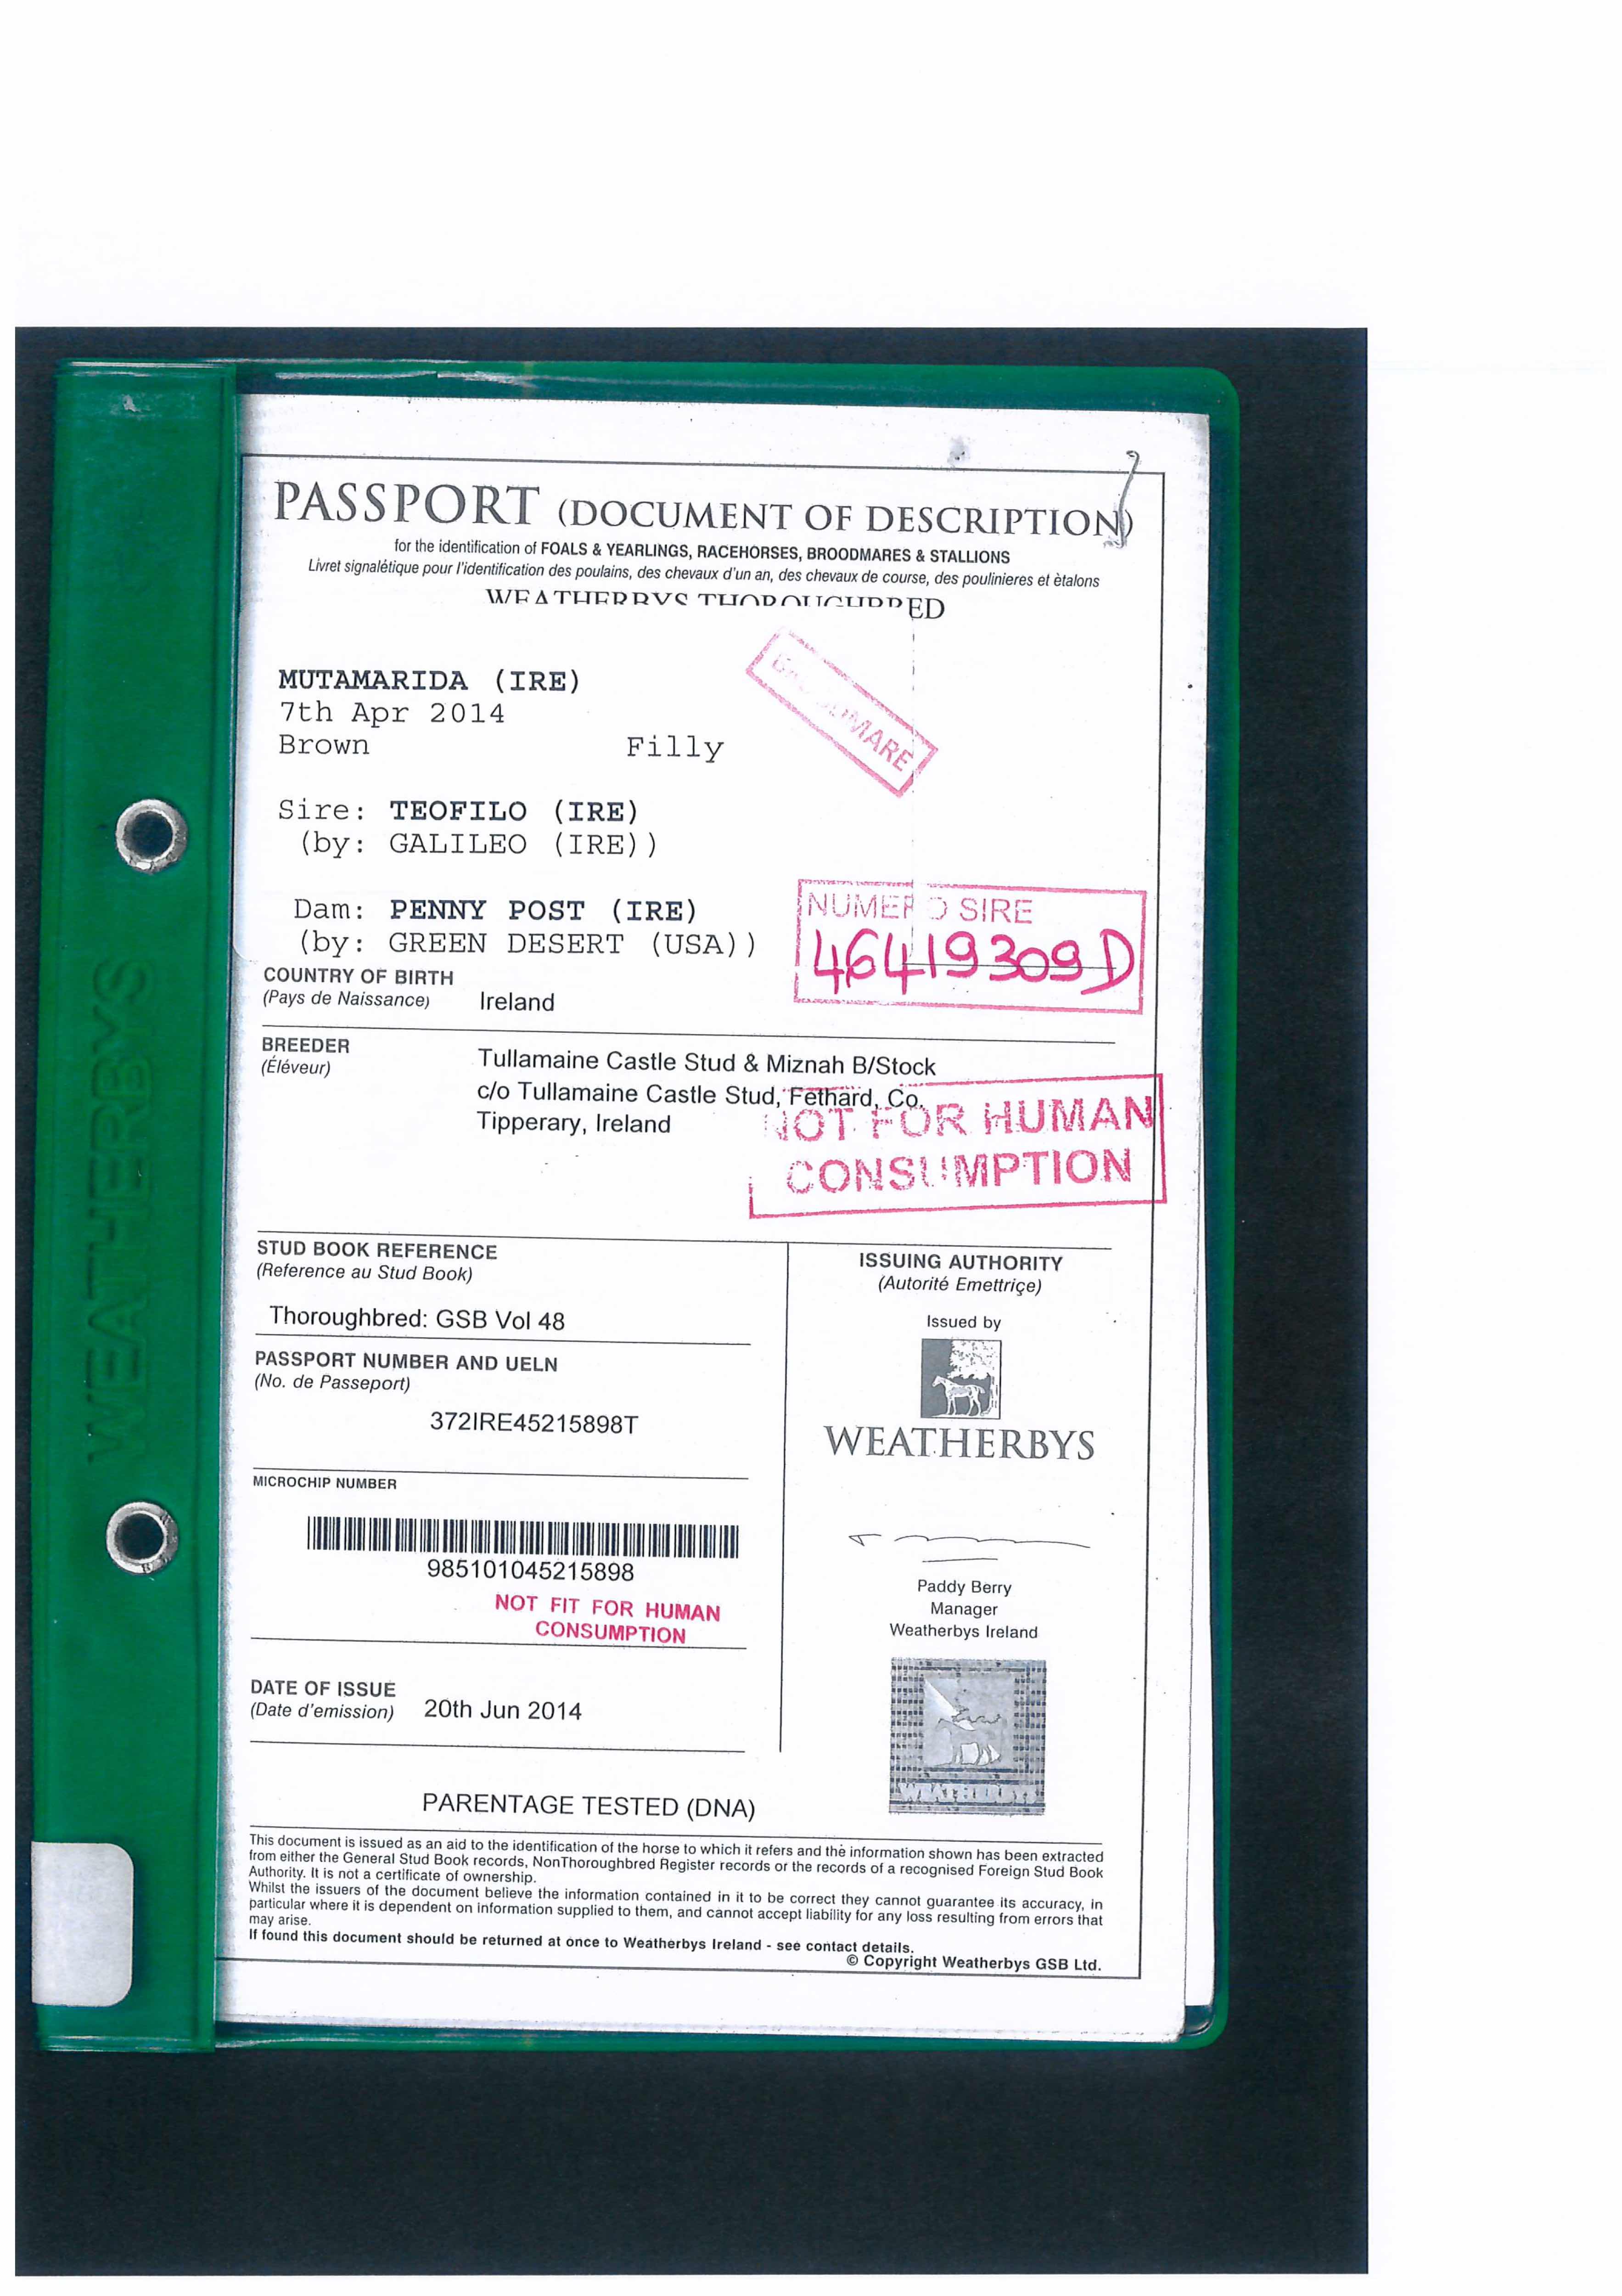 WEATHERBYS
PASSPORT (DOCUMENT OF DESCRIPTION)
for the identification of FOALS & YEARLINGS, RACEHORSES, BROODMARES & STALLIONS
Livret signalétique pour l'identification des poulains, des chevaux d'un an, des chevaux de course, des poulinieres et ètalons
WEATHERBYS THOROUGHBRED
MUTAMARIDA (IRE)
7th Apr 2014
Brown Filly
Sire: TEOFILO (IRE)
(by: GALILEO (IRE))
Dam: PENNY POST (IRE)
(by: GREEN DESERT (USA))
NUMERO SIRE
46419309D
COUNTRY OF BIRTH
(Pays de Naissance) Ireland
BREEDER
(Éléveur)
Tullamaine Castle Stud & Miznah B/Stock
c/o Tullamaine Castle Stud, Fethard, Co.
Tipperary, Ireland
NOT FOR HUMAN
CONSUMPTION
STUD BOOK REFERENCE
(Reference au Stud Book)
Thoroughbred: GSB Vol 48
PASSPORT NUMBER AND UELN
(No. de Passeport)
372IRE45215898T
MICROCHIP NUMBER
985101045215898
NOT FIT FOR HUMAN
CONSUMPTION
DATE OF ISSUE
(Date d'emission) 20th Jun 2014
ISSUING AUTHORITY
(Autorité Emettriçe)
Issued by
WEATHERBYS
Paddy Berry
Manager
Weatherbys Ireland
WEATHERBYS
PARENTAGE TESTED (DNA)
This document is issued as an aid to the identification of the horse to which it refers and the information shown has been extracted
from either the General Stud Book records, NonThoroughbred Register records or the records of a recognised Foreign Stud Book
Authority. It is not a certificate of ownership.
Whilst the issuers of the document believe the information contained in it to be correct they cannot guarantee its accuracy, in
particular where it is dependent on information supplied to them, and cannot accept liability for any loss resulting from errors that
may arise.
If found this document should be returned at once to Weatherbys Ireland - see contact details.
© Copyright Weatherbys GSB Ltd.